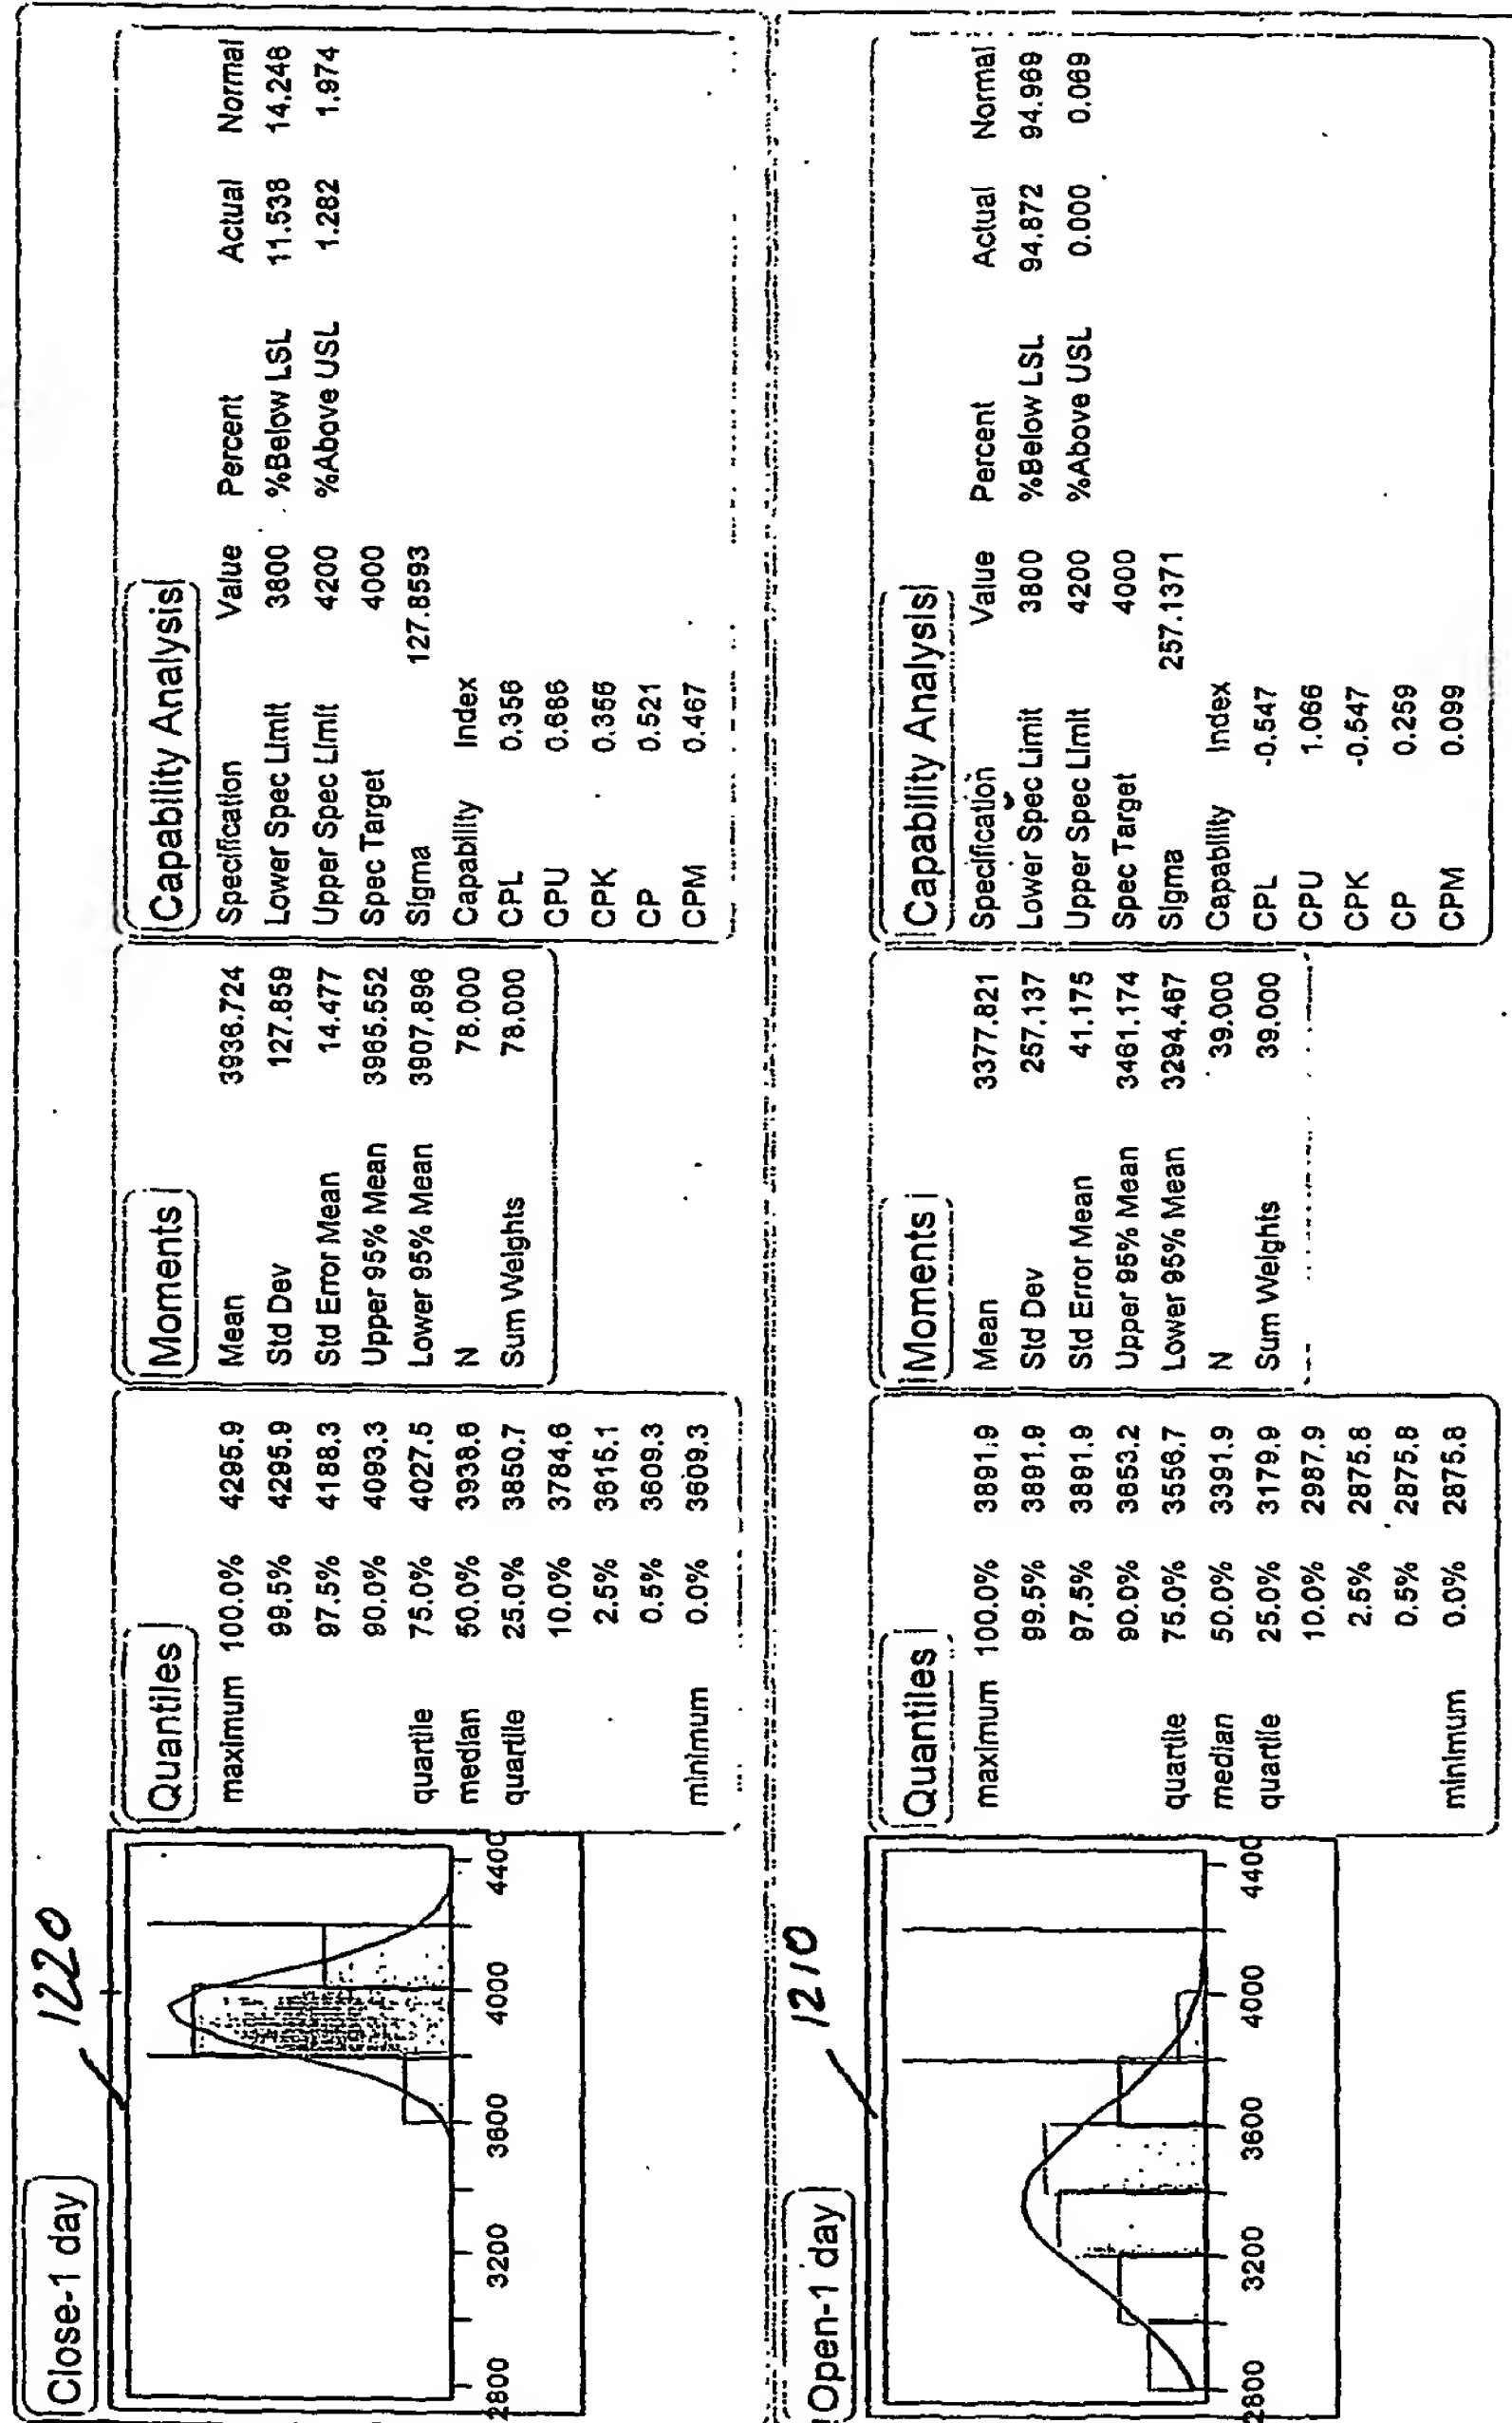 Close-1 day
1220
2800 3200 3600 4000 4400
Quantiles
maximum 100.0% 4295.9
99.5% 4295.9
97.5% 4188.3
90.0% 4093.3
quartile 75.0% 4027.5
median 50.0% 3938.6
quartile 25.0% 3850.7
10.0% 3784.6
2.5% 3615.1
0.5% 3609.3
minimum 0.0% 3609.3
Moments
Mean 3936.724
Std Dev 127.859
Std Error Mean 14.477
Upper 95% Mean 3965.552
Lower 95% Mean 3907.896
N 78.000
Sum Weights 78.000
Capability Analysis
Specification Value Percent Actual Normal
Lower Spec Limit 3800 %Below LSL 11.538 14.246
Upper Spec Limit 4200 %Above USL 1.282 1.974
Spec Target 4000
Sigma 127.8593
Capability Index
CPL 0.356
CPU 0.686
CPK 0.356
CP 0.521
CPM 0.467
Open-1 day
1210
2800 3200 3600 4000 4400
Quantiles
maximum 100.0% 3891.9
99.5% 3891.9
97.5% 3891.9
90.0% 3653.2
quartile 75.0% 3556.7
median 50.0% 3391.9
quartile 25.0% 3179.9
10.0% 2987.9
2.5% 2875.8
0.5% 2875.8
minimum 0.0% 2875.8
Moments
Mean 3377.821
Std Dev 257.137
Std Error Mean 41.175
Upper 95% Mean 3461.174
Lower 95% Mean 3294.467
N 39.000
Sum Weights 39.000
Capability Analysis
Specification Value Percent Actual Normal
Lower Spec Limit 3800 %Below LSL 94.872 94.969
Upper Spec Limit 4200 %Above USL 0.000 0.069
Spec Target 4000
Sigma 257.1371
Capability Index
CPL -0.547
CPU 1.066
CPK -0.547
CP 0.259
CPM 0.099